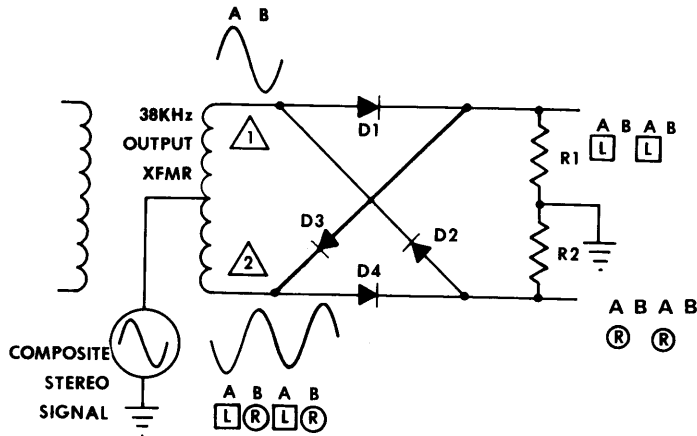 A B
38KHz
OUTPUT
XFMR
1
2
D1
D3
D2
D4
R1
R2
A B A B
L L
A B A B
R R
COMPOSITE
STEREO
SIGNAL
A B A B
L R L R